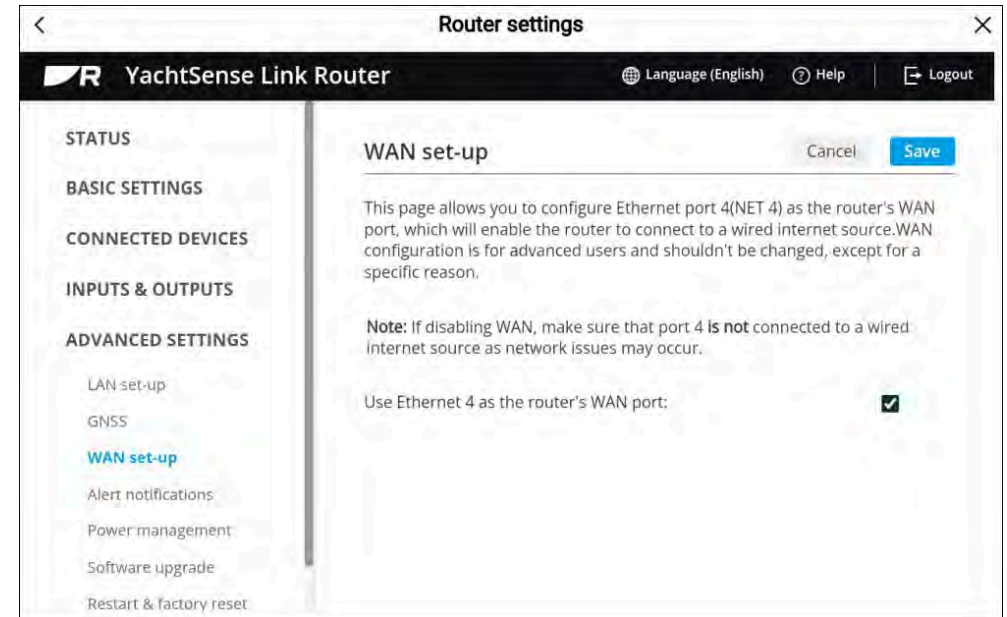 Router settings
YachtSense Link Router
Language (English)
Help
Logout
STATUS
BASIC SETTINGS
CONNECTED DEVICES
INPUTS & OUTPUTS
ADVANCED SETTINGS
LAN set-up
GNSS
WAN set-up
Alert notifications
Power management
Software upgrade
Restart & factory reset
WAN set-up
Cancel
Save
This page allows you to configure Ethernet port 4(NET 4) as the router's WAN
port, which will enable the router to connect to a wired internet source.WAN
configuration is for advanced users and shouldn't be changed, except for a
specific reason.
Note: If disabling WAN, make sure that port 4 is not connected to a wired
internet source as network issues may occur.
Use Ethernet 4 as the router's WAN port: